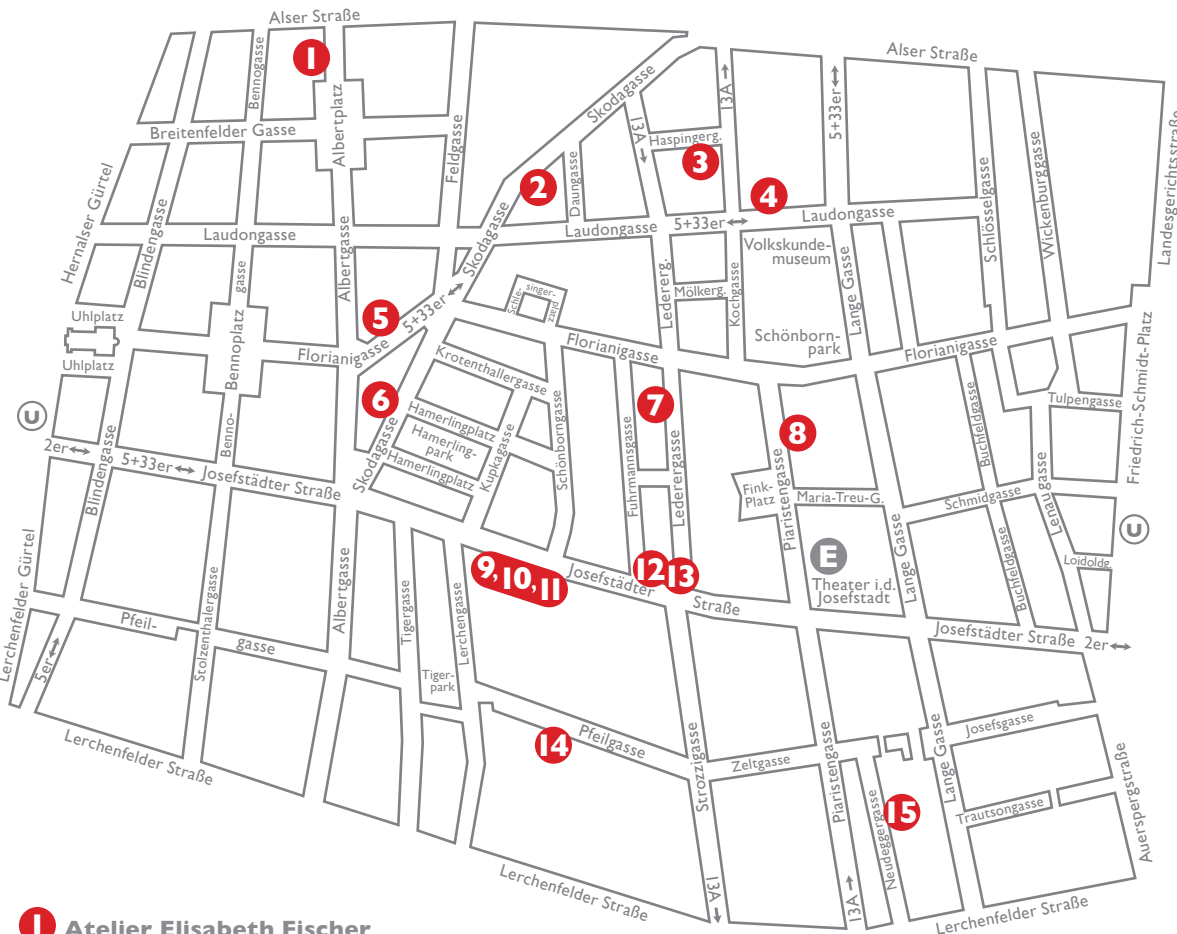 Alser Straße
1
Bennogasse
Albertplatz
Breitenfelder Gasse
Feldgasse
Skodagasse
13A
13A
Haspingerg.
3
5+33er
Alser Straße
Schlösselgasse
Wickenburggasse
Landesgerichtsstraße
Hernalser Gürtel
Blindengasse
Laudongasse
gasse
Albertgasse
Skodagasse
2
Daungasse
Laudongasse
5+33er
4
Laudongasse
Volkskunde-
museum
Lange Gasse
Ledererg.
Mölkerg.
Kochgasse
Schönborn-
park
Uhlplatz
Uhlplatz
Bennoplatz
5
5+33er
Florianigasse
Schle-
singer-
platz
Florianigasse
Florianigasse
Friedrich-Schmidt-Platz
U
2er
5+33er
Blindengasse
Benno-
Josefstädter Straße
6
Skodagasse
Krotenthallergasse
Hamerlingplatz
Hamerling-
park
Hamerlingplatz
Kupkagasse
Schönborngasse
7
Fuhrmannsgasse
Lederergasse
8
Fink-
Platz
Piaristengasse
Maria-Treu-G.
Lange Gasse
Buchfeldgasse
Schmidgasse
Buchfeldgasse
Tulpengasse
Lenaugasse
Loidoldg.
U
E
Theater i.d.
Josefstadt
Lerchenfelder Gürtel
5er
Pfeil-
gasse
Stolzenthalergasse
Albertgasse
Tigergasse
Lerchengasse
Tiger-
park
9, 10, 11
Josefstädter
12
13
Straße
Josefstädter Straße
2er
Lerchenfelder Straße
14
Pfeilgasse
Strozzigasse
Zeltgasse
Piaristengasse
Neudeggergasse
15
Lange Gasse
Josefsgasse
Trautsongasse
Auerspergstraße
Lerchenfelder Straße
13A
13A
Lerchenfelder Straße
1 Atelier Elisabeth Fischer